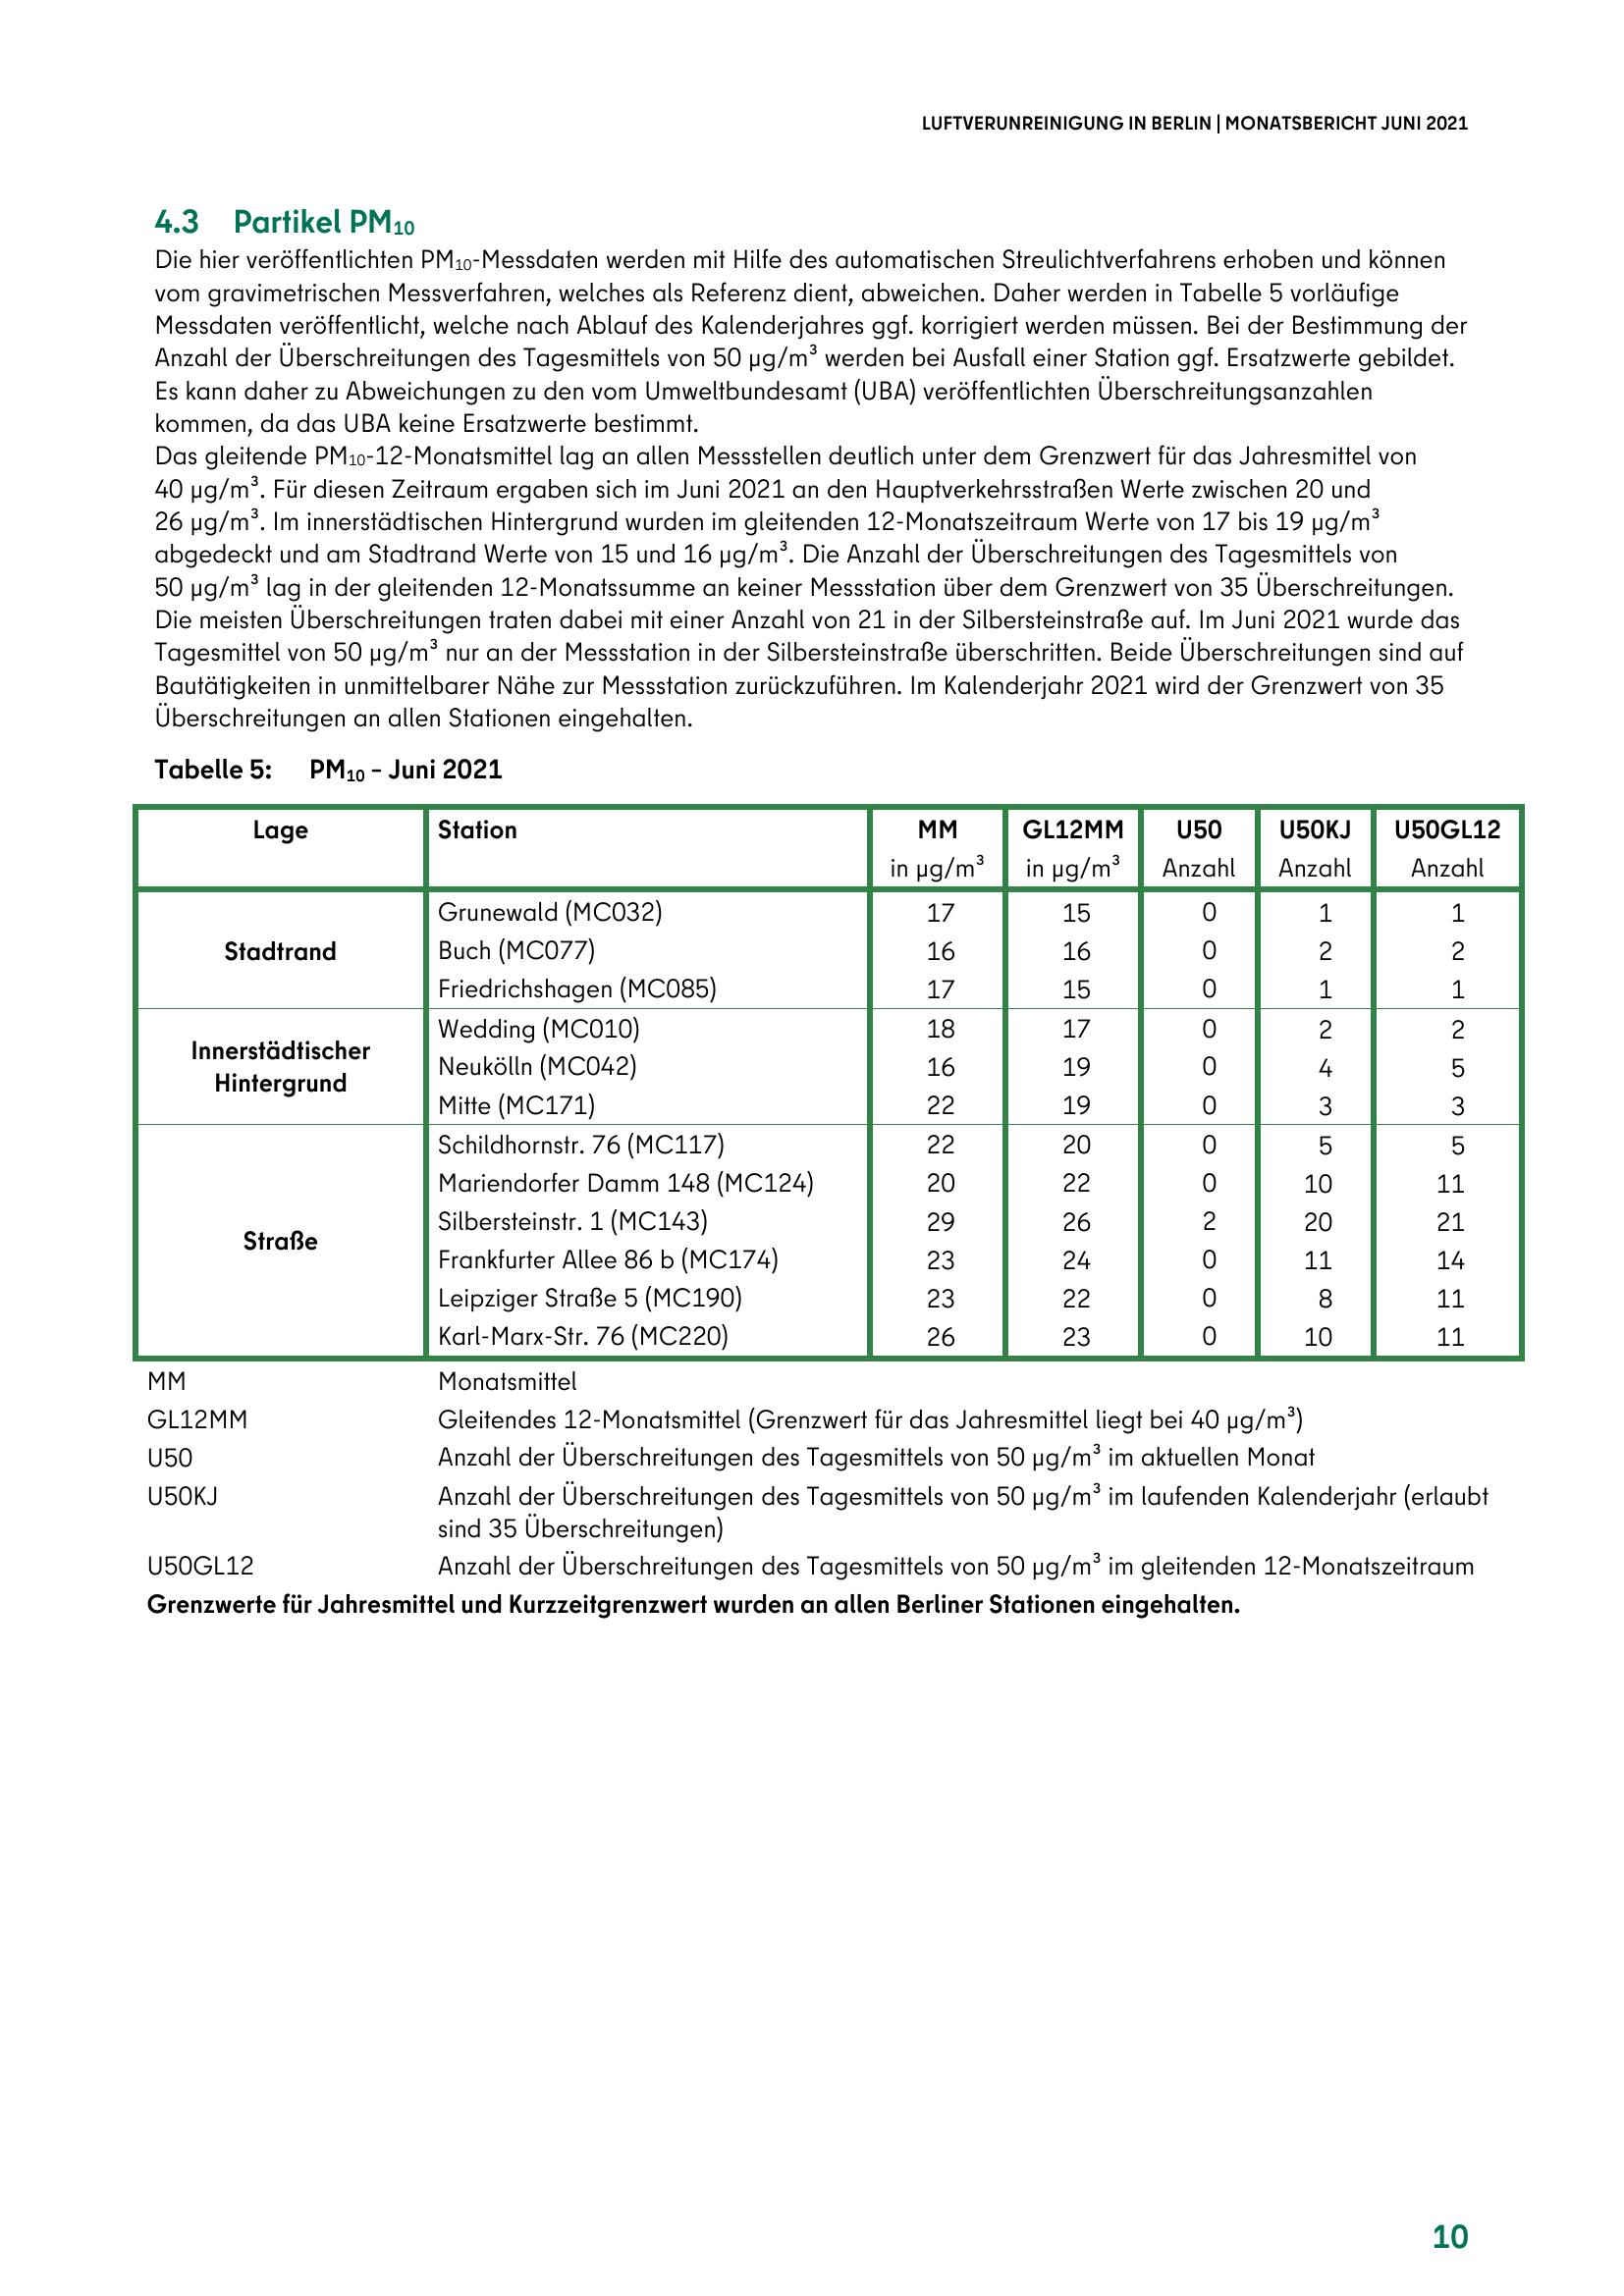 LUFTVERUNREINIGUNG IN BERLIN | MONATSBERICHT JUNI 2021
4.3 Partikel PM10
Die hier veröffentlichten PM10-Messdaten werden mit Hilfe des automatischen Streulichtverfahrens erhoben und können
vom gravimetrischen Messverfahren, welches als Referenz dient, abweichen. Daher werden in Tabelle 5 vorläufige
Messdaten veröffentlicht, welche nach Ablauf des Kalenderjahres ggf. korrigiert werden müssen. Bei der Bestimmung der
Anzahl der Überschreitungen des Tagesmittels von 50 µg/m³ werden bei Ausfall einer Station ggf. Ersatzwerte gebildet.
Es kann daher zu Abweichungen zu den vom Umweltbundesamt (UBA) veröffentlichten Überschreitungsanzahlen
kommen, da das UBA keine Ersatzwerte bestimmt.
Das gleitende PM10-12-Monatsmittel lag an allen Messstellen deutlich unter dem Grenzwert für das Jahresmittel von
40 µg/m³. Für diesen Zeitraum ergaben sich im Juni 2021 an den Hauptverkehrsstraßen Werte zwischen 20 und
26 µg/m³. Im innerstädtischen Hintergrund wurden im gleitenden 12-Monatszeitraum Werte von 17 bis 19 µg/m³
abgedeckt und am Stadtrand Werte von 15 und 16 µg/m³. Die Anzahl der Überschreitungen des Tagesmittels von
50 µg/m³ lag in der gleitenden 12-Monatssumme an keiner Messstation über dem Grenzwert von 35 Überschreitungen.
Die meisten Überschreitungen traten dabei mit einer Anzahl von 21 in der Silbersteinstraße auf. Im Juni 2021 wurde das
Tagesmittel von 50 µg/m³ nur an der Messstation in der Silbersteinstraße überschritten. Beide Überschreitungen sind auf
Bautätigkeiten in unmittelbarer Nähe zur Messstation zurückzuführen. Im Kalenderjahr 2021 wird der Grenzwert von 35
Überschreitungen an allen Stationen eingehalten.
Tabelle 5: PM10 – Juni 2021
Lage Station MM GL12MM U50 U50KJ U50GL12
in µg/m³ in µg/m³ Anzahl Anzahl Anzahl
Stadtrand
Grunewald (MC032) 17 15 0 1 1
Buch (MC077) 16 16 0 2 2
Friedrichshagen (MC085) 17 15 0 1 1
Innerstädtischer
Hintergrund
Wedding (MC010) 18 17 0 2 2
Neukölln (MC042) 16 19 0 4 5
Mitte (MC171) 22 19 0 3 3
Straße
Schildhornstr. 76 (MC117) 22 20 0 5 5
Mariendorfer Damm 148 (MC124) 20 22 0 10 11
Silbersteinstr. 1 (MC143) 29 26 2 20 21
Frankfurter Allee 86 b (MC174) 23 24 0 11 14
Leipziger Straße 5 (MC190) 23 22 0 8 11
Karl-Marx-Str. 76 (MC220) 26 23 0 10 11
MM Monatsmittel
GL12MM Gleitendes 12-Monatsmittel (Grenzwert für das Jahresmittel liegt bei 40 µg/m³)
U50 Anzahl der Überschreitungen des Tagesmittels von 50 µg/m³ im aktuellen Monat
U50KJ Anzahl der Überschreitungen des Tagesmittels von 50 µg/m³ im laufenden Kalenderjahr (erlaubt
sind 35 Überschreitungen)
U50GL12 Anzahl der Überschreitungen des Tagesmittels von 50 µg/m³ im gleitenden 12-Monatszeitraum
Grenzwerte für Jahresmittel und Kurzzeitgrenzwert wurden an allen Berliner Stationen eingehalten.
10